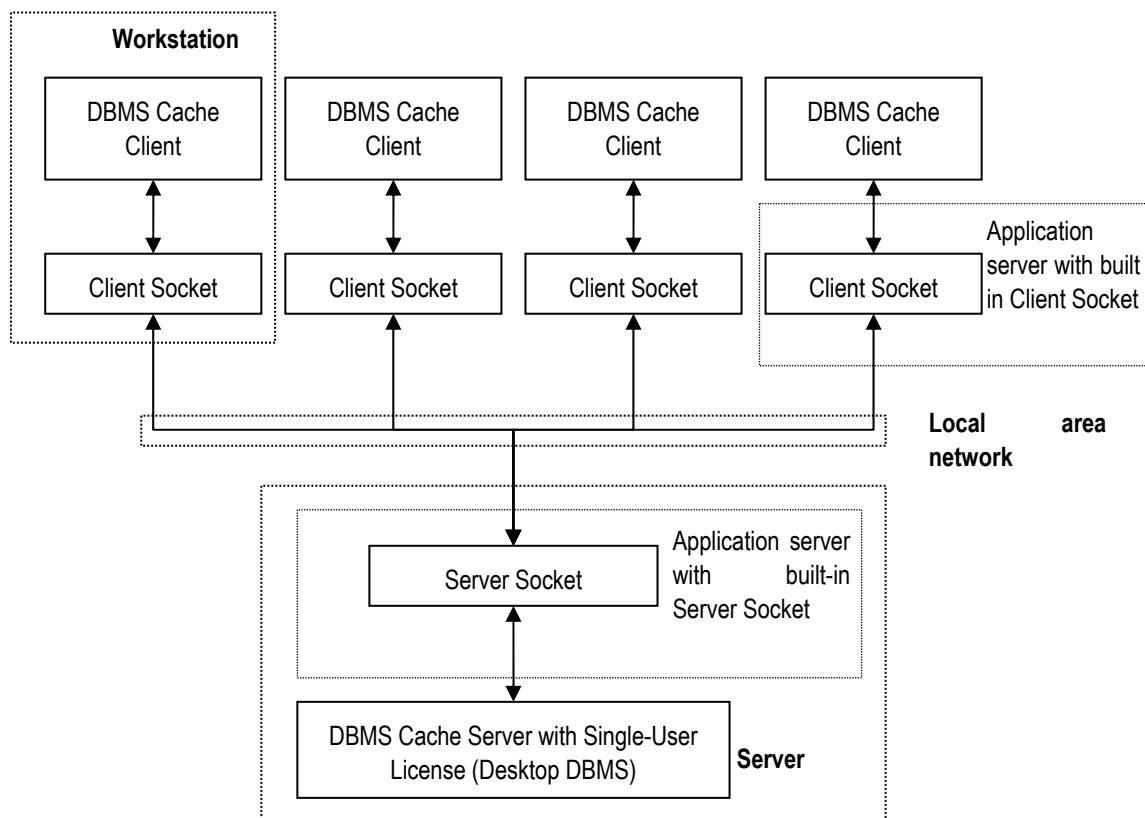 Workstation
DBMS Cache
Client
DBMS Cache
Client
DBMS Cache
Client
DBMS Cache
Client
Client Socket
Client Socket
Client Socket
Client Socket
Application
server with built
in Client Socket
Local area
network
Server Socket
Application server
with built-in
Server Socket
DBMS Cache Server with Single-User
License (Desktop DBMS)
Server